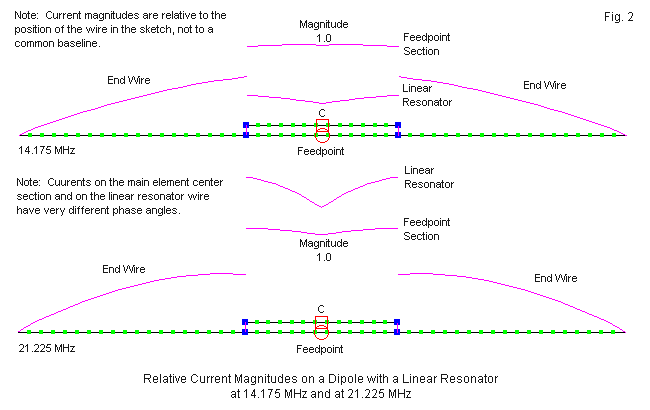 Note: Current magnitudes are relative to the
position of the wire in the sketch, not to a
common baseline.
Fig. 2
Magnitude
1.0
Feedpoint
Section
End Wire
End Wire
Linear
Resonator
C
14.175 MHz
Feedpoint
Note: Cuurents on the main element center
section and on the linear resonator wire
have very different phase angles.
Linear
Resonator
Feedpoint
Section
Magnitude
1.0
End Wire
End Wire
C
21.225 MHz
Feedpoint
Relative Current Magnitudes on a Dipole with a Linear Resonator
at 14.175 MHz and at 21.225 MHz